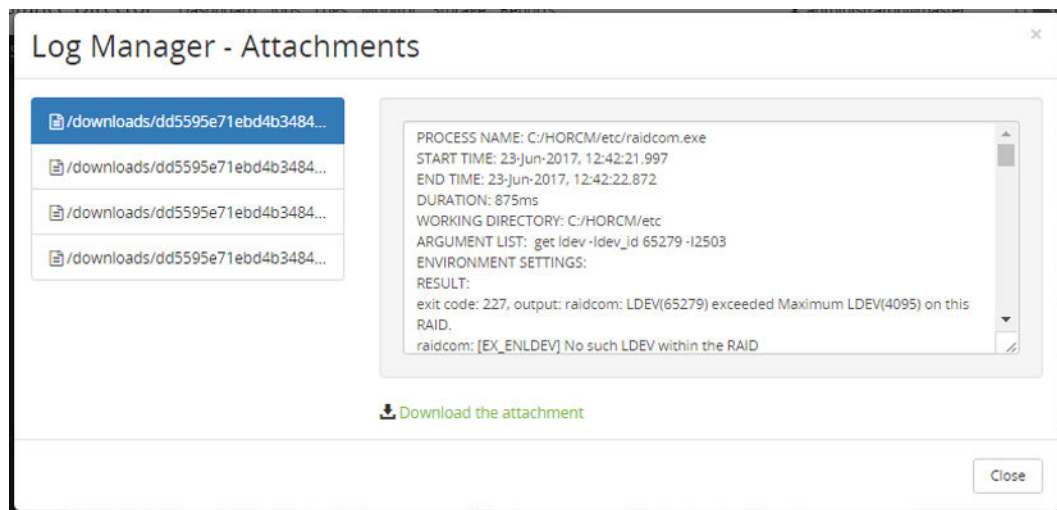 Log Manager - Attachments
×
/downloads/dd5595e71ebd4b3484...
/downloads/dd5595e71ebd4b3484...
/downloads/dd5595e71ebd4b3484...
/downloads/dd5595e71ebd4b3484...
PROCESS NAME: C:/HORCM/etc/raidcom.exe
START TIME: 23-Jun-2017, 12:42:21.997
END TIME: 23-Jun-2017, 12:42:22.872
DURATION: 875ms
WORKING DIRECTORY: C:/HORCM/etc
ARGUMENT LIST:  get ldev -ldev_id 65279 -I2503
ENVIRONMENT SETTINGS:
RESULT:
exit code: 227, output: raidcom: LDEV(65279) exceeded Maximum LDEV(4095) on this
RAID.
raidcom: [EX_ENLDEV] No such LDEV within the RAID
Download the attachment
Close